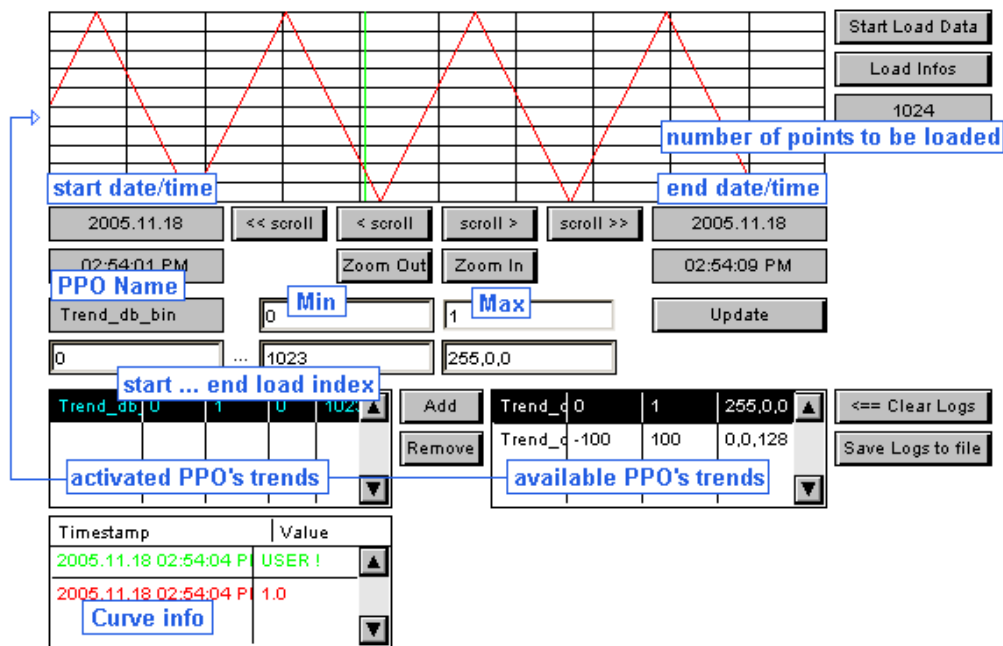 Start Load Data
Load Infos
1024
number of points to be loaded
start date/time
end date/time
2005.11.18
<< scroll
< scroll
scroll >
scroll >>
2005.11.18
02:54:01 PM
Zoom Out
Zoom In
02:54:09 PM
PPO Name
Min
Max
Trend_db_bin
0
1
Update
0
...
1023
255,0,0
start ... end load index
Trend_db_ 0 1 0 1023
Add
Trend_d 0 1 255,0,0
<== Clear Logs
Remove
Trend_d -100 100 0,0,128
Save Logs to file
activated PPO's trends
available PPO's trends
Timestamp Value
2005.11.18 02:54:04 PM USER !
2005.11.18 02:54:04 PM 1.0
Curve info